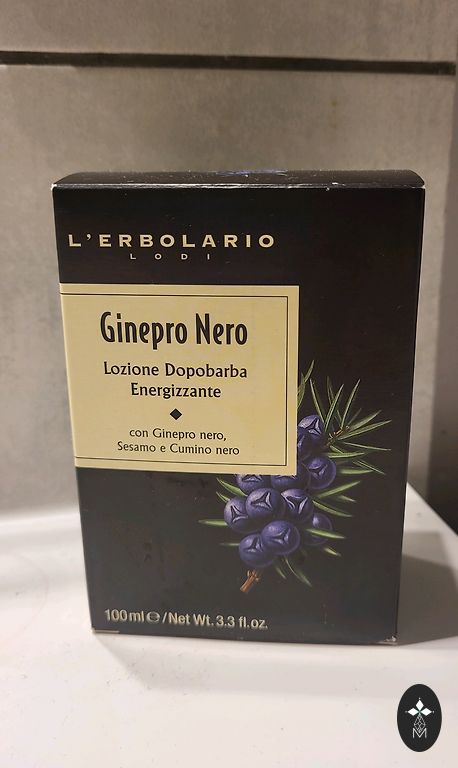 L'ERBOLARIO
LODI
Ginepro Nero
Lozione Dopobarba
Energizzante
con Ginepro nero,
Sesamo e Cumino nero
100 ml ℮ / Net Wt. 3.3 fl. oz.
M